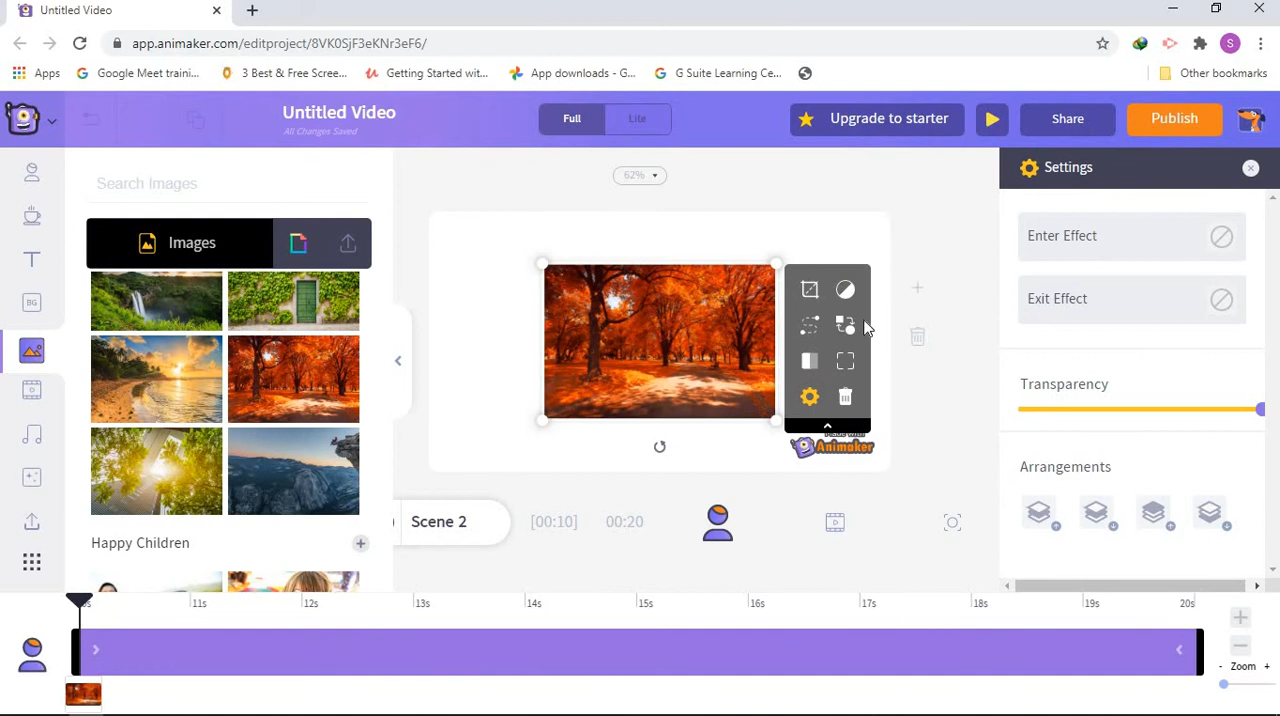 Untitled Video
app.animaker.com/editproject/8VK0SjF3eKNr3eF6/
S
Apps
Google Meet traini...
3 Best & Free Scree...
Getting Started wit...
App downloads - G...
G Suite Learning Ce...
Other bookmarks
Untitled Video
All Changes Saved
Full
Lite
Upgrade to starter
Share
Publish
Search Images
62%
Settings
T
Images
Enter Effect
BG
Exit Effect
Transparency
Made with
Animaker
Arrangements
Scene 2
[00:10]
00:20
Happy Children
11s
12s
13s
14s
15s
16s
17s
18s
19s
20s
- Zoom +